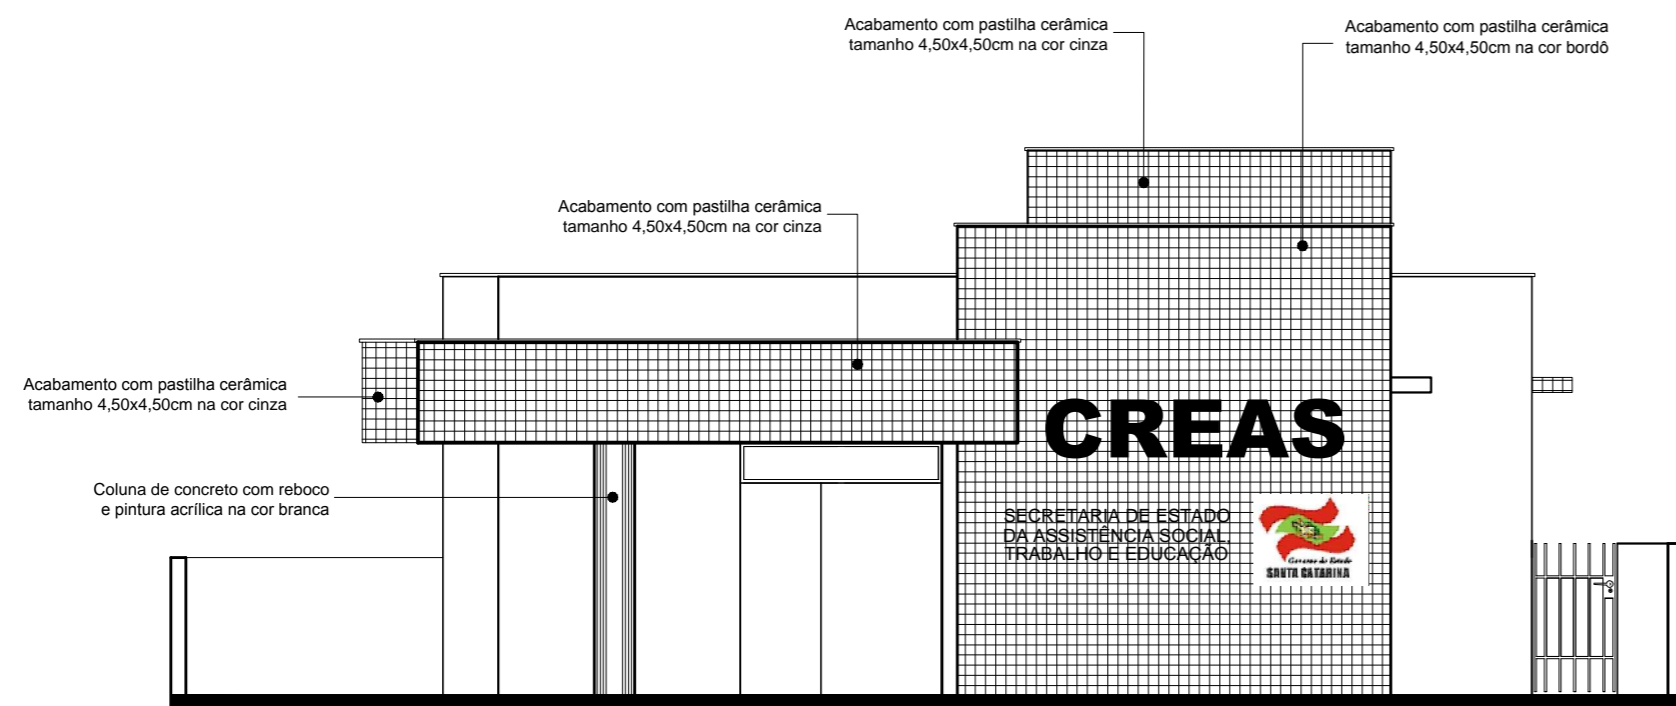 Acabamento com pastilha cerâmica
tamanho 4,50x4,50cm na cor cinza
Acabamento com pastilha cerâmica
tamanho 4,50x4,50cm na cor bordô
Acabamento com pastilha cerâmica
tamanho 4,50x4,50cm na cor cinza
Acabamento com pastilha cerâmica
tamanho 4,50x4,50cm na cor cinza
CREAS
Coluna de concreto com reboco
e pintura acrílica na cor branca
SECRETARIA DE ESTADO
DA ASSISTÊNCIA SOCIAL,
TRABALHO E EDUCAÇÃO
Governo do Estado
SANTA CATARINA